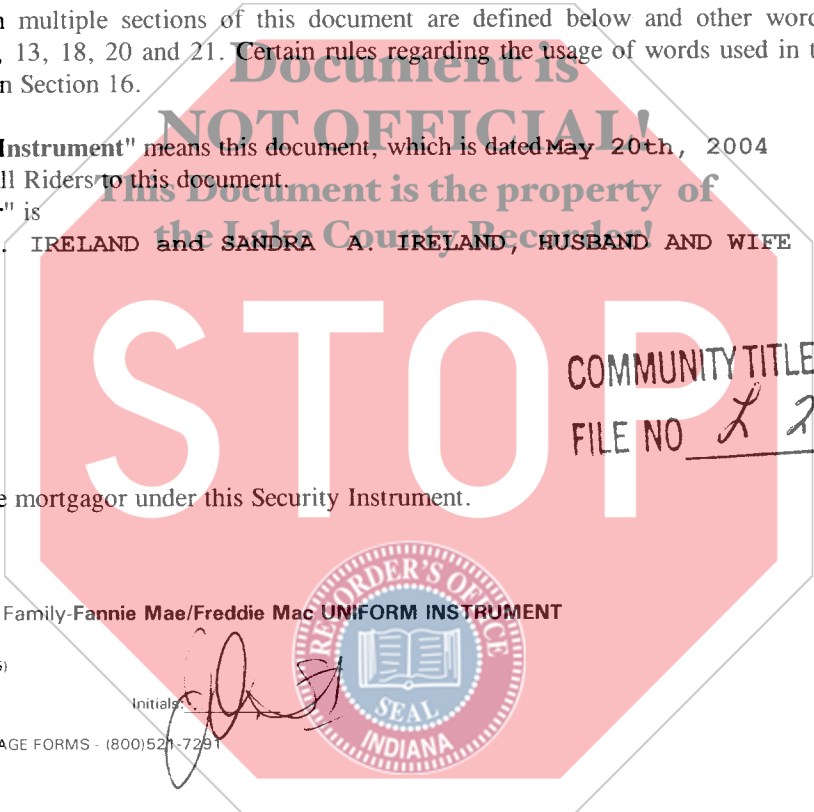 multiple sections of this document are defined below and other
13, 18, 20 and 21. Certain rules regarding the usage of words used in
n Section 16.
Document is
NOT OFFICIAL!
This Document is the property of
the Lake County Recorder!
Instrument" means this document, which is dated May 20th, 2004
ll Riders to this document.
" is
. IRELAND and SANDRA A. IRELAND, HUSBAND AND WIFE
STOP
COMMUNITY TITLE
FILE NO L 2
e mortgagor under this Security Instrument.
Family-Fannie Mae/Freddie Mac UNIFORM INSTRUMENT
Initials:
AGE FORMS - (800)521-7291
RECORDER'S OFFICE
SEAL
INDIANA